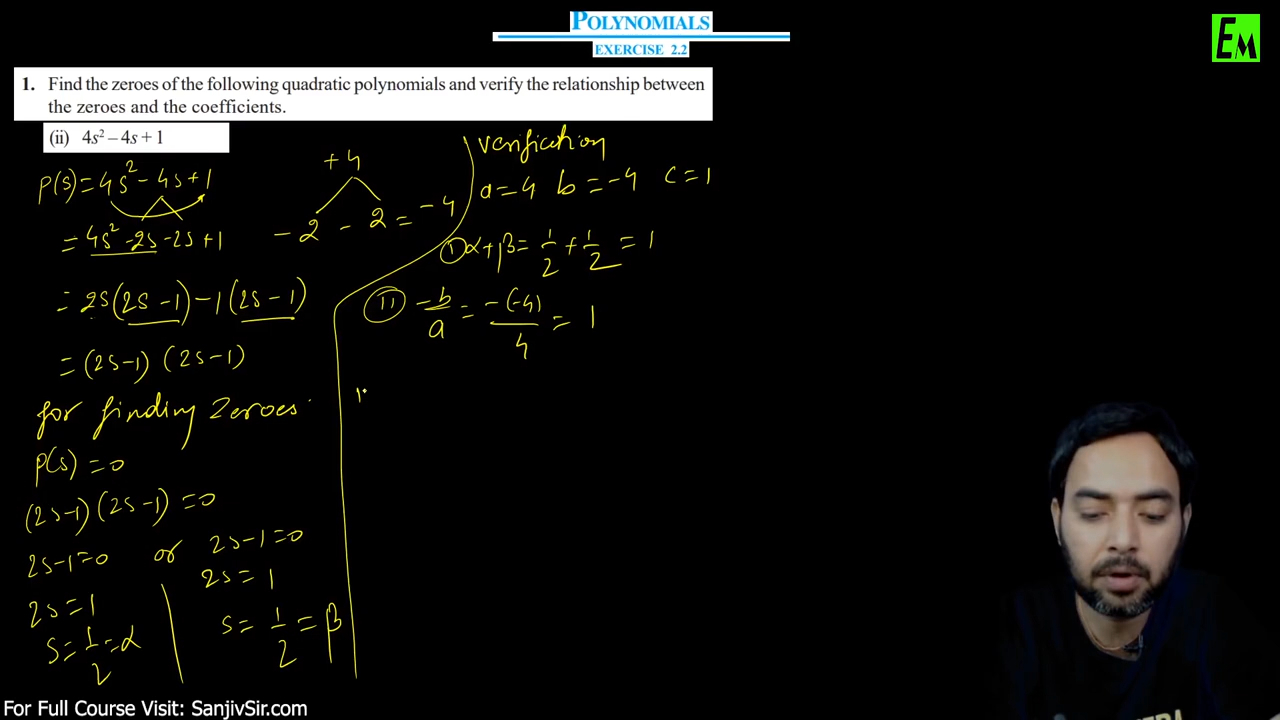 POLYNOMIALS
EXERCISE 2.2
EM
1. Find the zeroes of the following quadratic polynomials and verify the relationship between
the zeroes and the coefficients.
(ii) 4s² – 4s + 1
P(s) = 4s² - 4s + 1
= 4s² - 2s - 2s + 1
= 2s(2s - 1) - 1(2s - 1)
= (2s-1) (2s-1)
for finding Zeroes.
P(s) = 0
(2s-1) (2s-1) = 0
2s-1=0 or 2s-1=0
2s=1
s=1/2=α
2s=1
s=1/2=β
+4
-2 -2 = -4
verification
a=4 b=-4 c=1
(I) α+β = 1/2 + 1/2 = 1
(II) -b/a = -(-4)/4 = 1
For Full Course Visit: SanjivSir.com